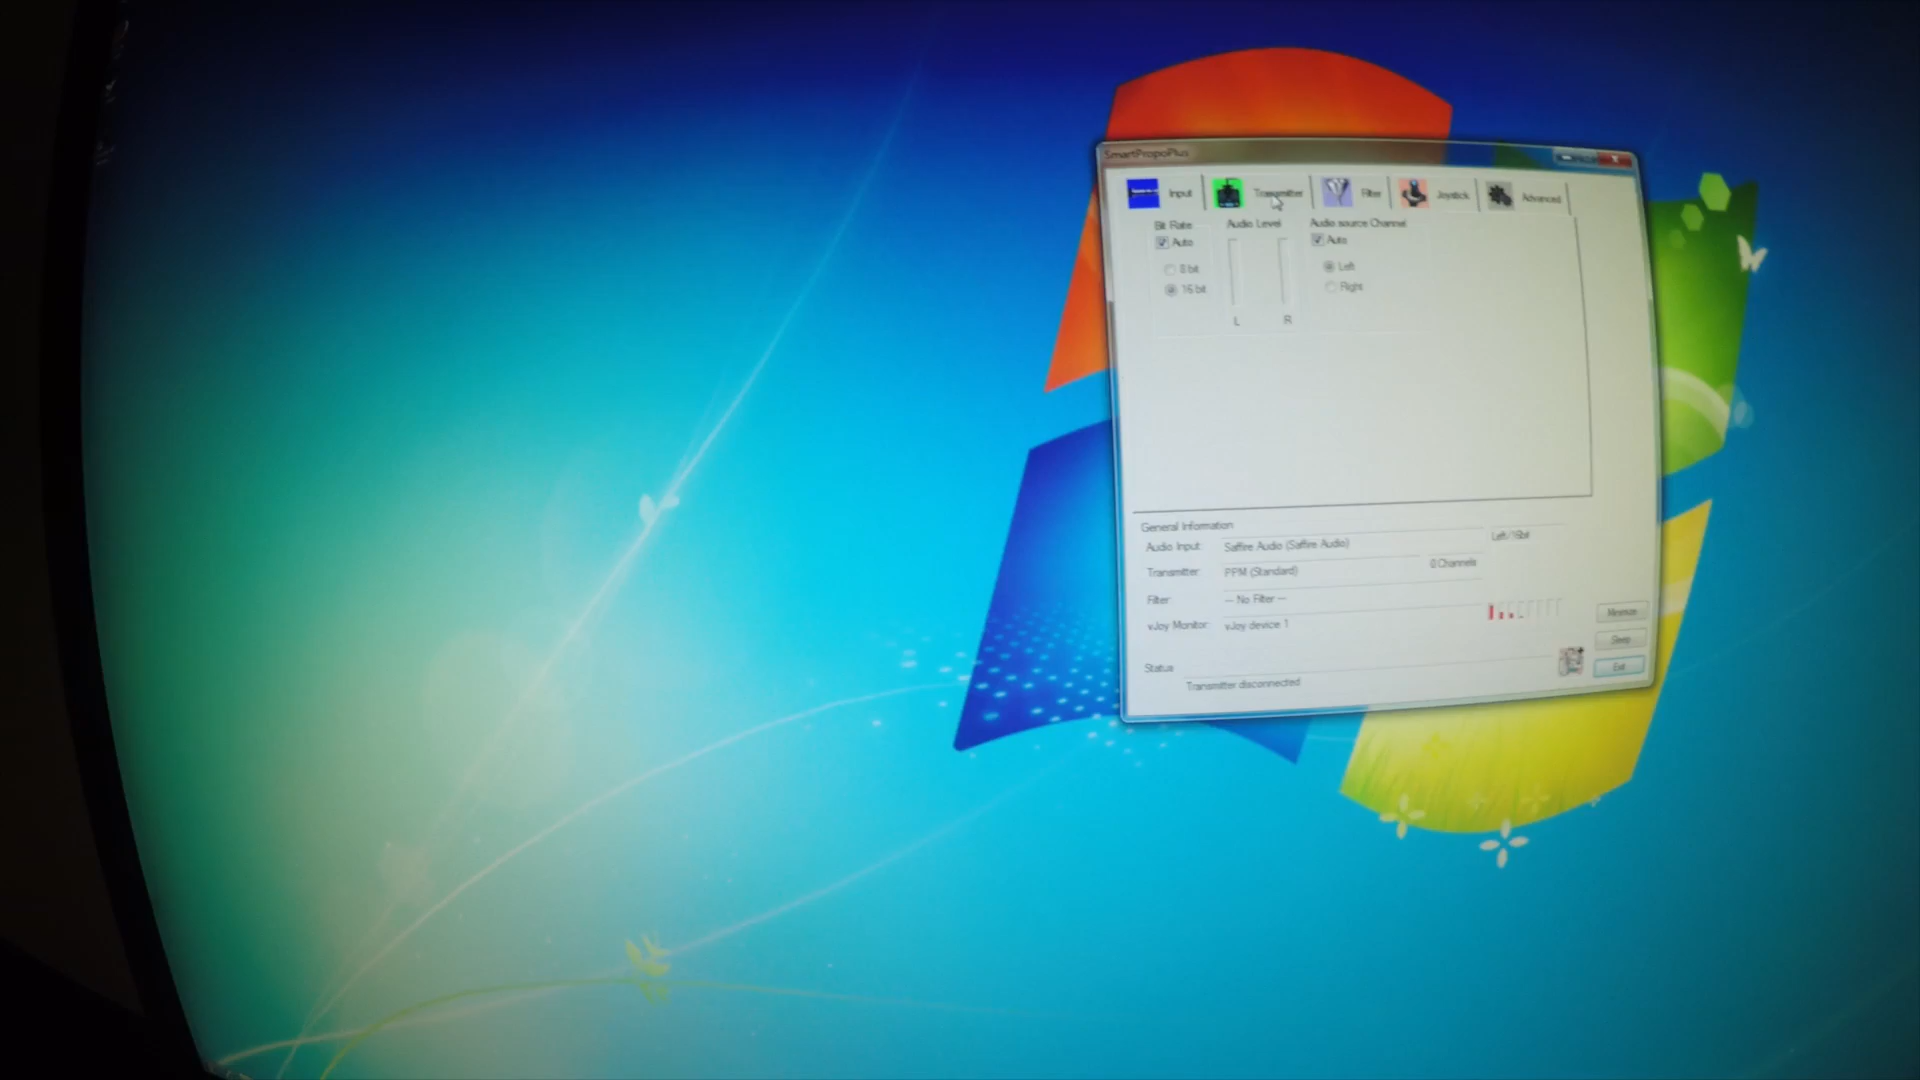 SmartPropoPlus
Input Transmitter Filter Joystick Advanced
Bit Rate Audio Level Audio source Channel
Auto Auto
8 bit Left
16 bit Right
L R
General Information
Audio Input: Saffire Audio (Saffire Audio) Left/16bit
Transmitter: PPM (Standard) 0 Channels
Filter: -- No Filter --
vJoy Monitor: vJoy device 1
Minimize
Sleep
Status
Exit
Transmitter disconnected